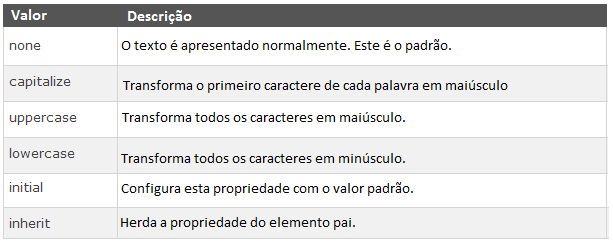 Valor Descrição
none O texto é apresentado normalmente. Este é o padrão.
capitalize Transforma o primeiro caractere de cada palavra em maiúsculo
uppercase Transforma todos os caracteres em maiúsculo.
lowercase Transforma todos os caracteres em minúsculo.
initial Configura esta propriedade com o valor padrão.
inherit Herda a propriedade do elemento pai.